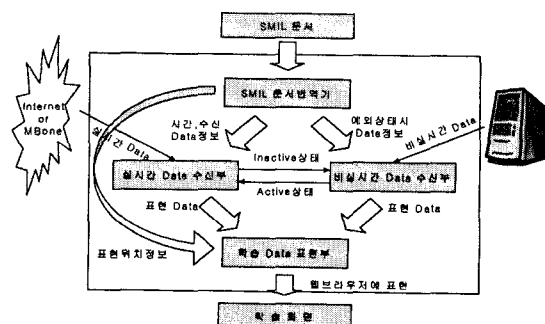 SMIL 문서
Internet
or
MBone
SMIL 문서번역기
시간,수신
Data정보
예외상태시
Data정보
실시간 Data
비실시간 Data
Inactive상태
실시간 Data 수신부
비실시간 Data 수신부
Active상태
표현 Data
표현 Data
표현위치정보
학습 Data 표현부
웹브라우저에 표현
학습화면